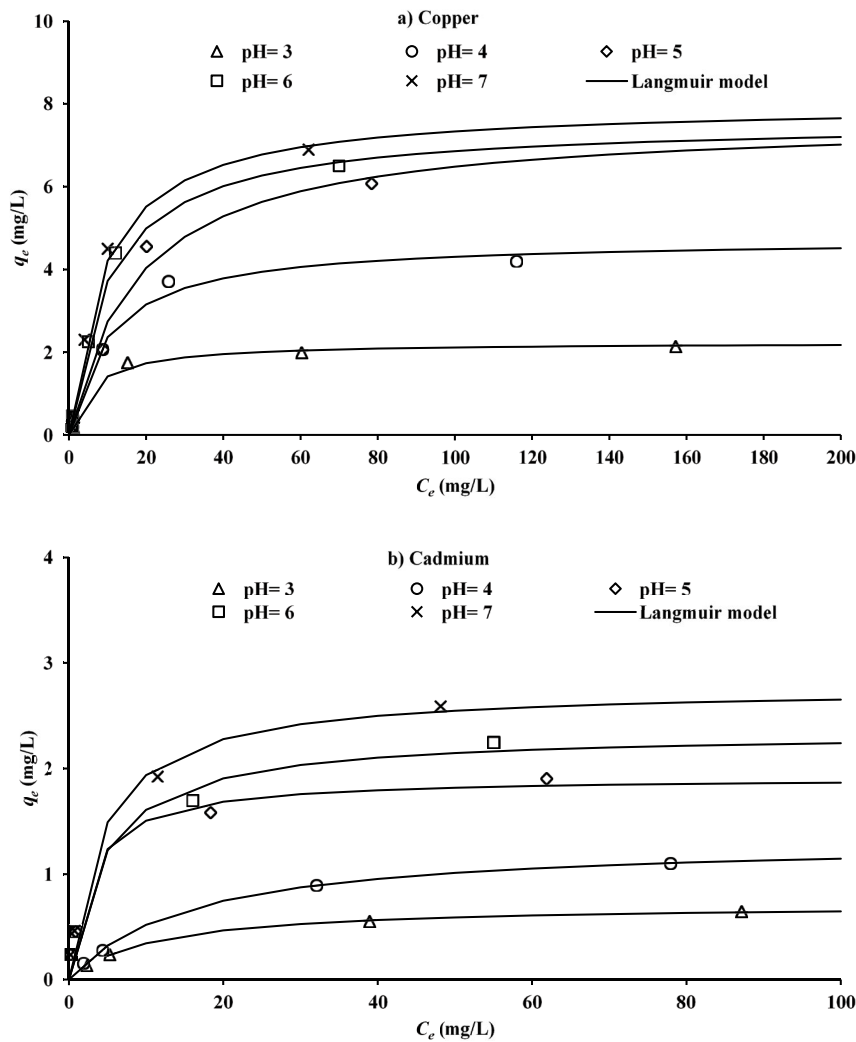 a) Copper
pH= 3 pH= 4 pH= 5
pH= 6 pH= 7 Langmuir model
10
8
6
4
2
0
qe (mg/L)
0 20 40 60 80 100 120 140 160 180 200
Ce (mg/L)
b) Cadmium
pH= 3 pH= 4 pH= 5
pH= 6 pH= 7 Langmuir model
4
3
2
1
0
qe (mg/L)
0 20 40 60 80 100
Ce (mg/L)